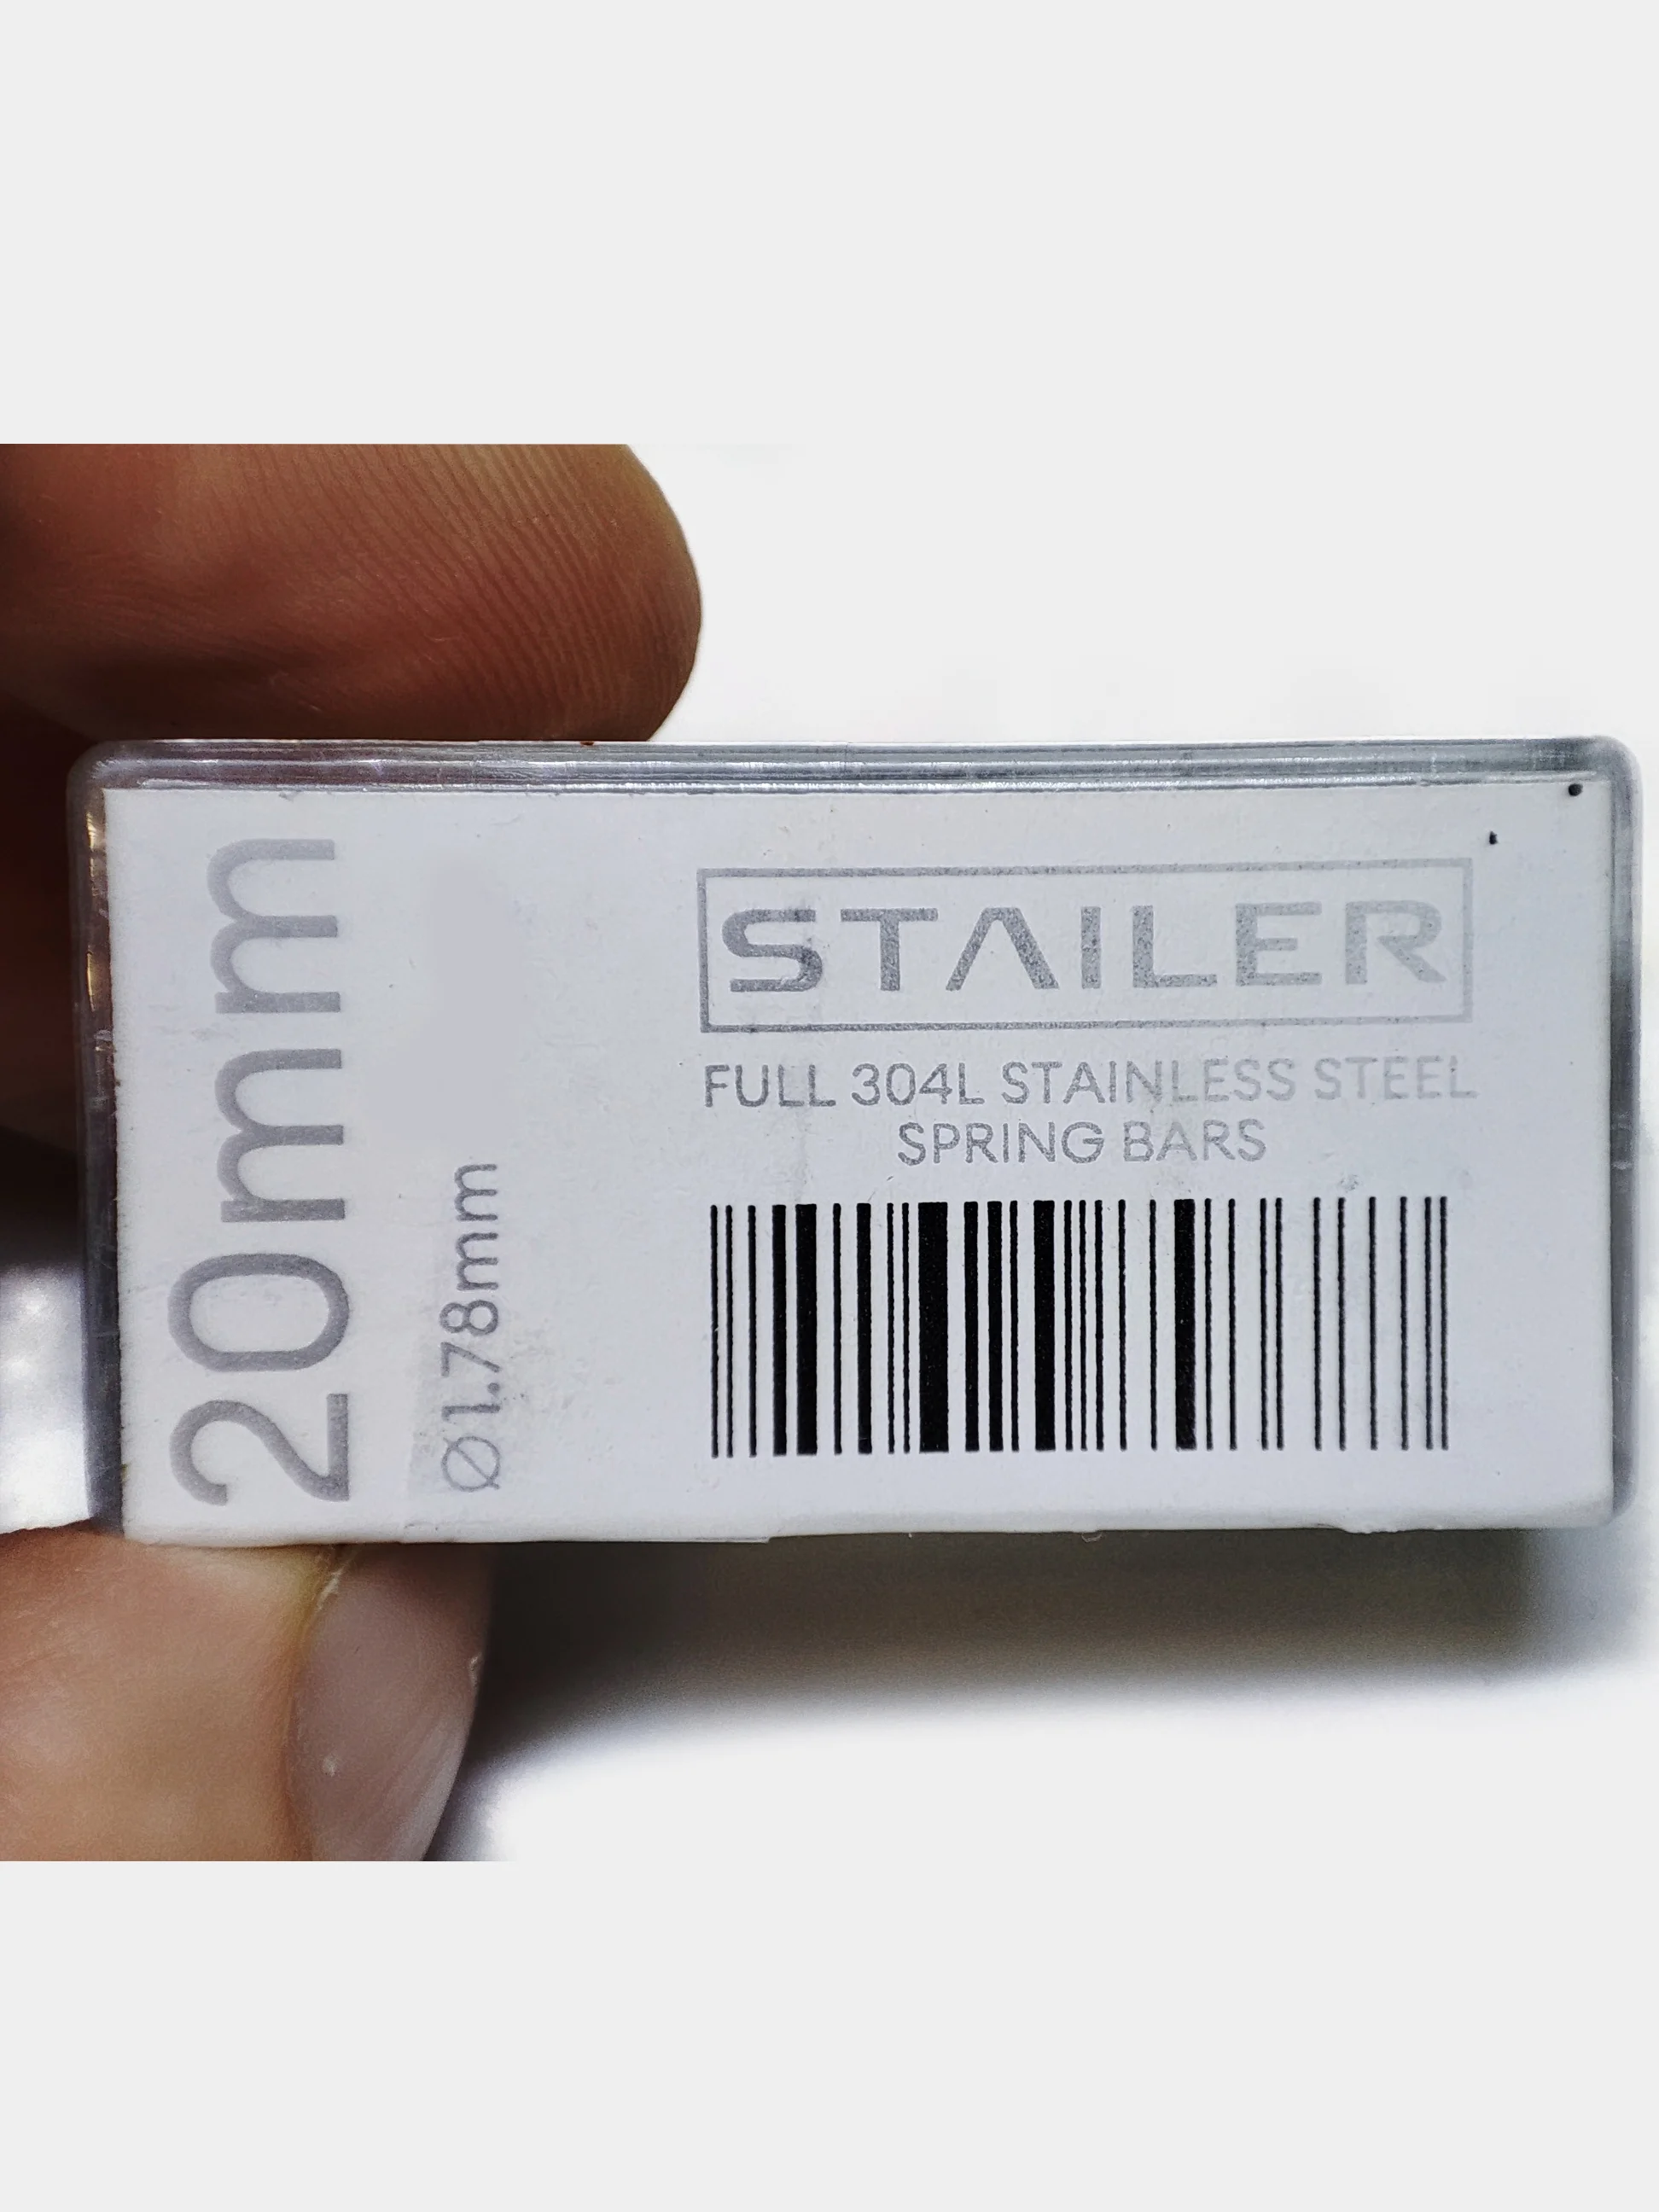 20mm
Ø1.78mm
STAILER
FULL 304L STAINLESS STEEL
SPRING BARS